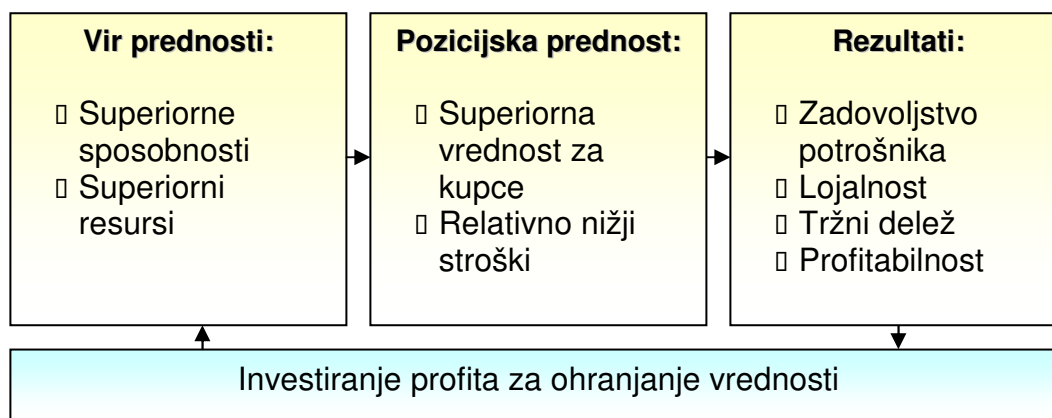 Vir prednosti:
▯ Superiorne
sposobnosti
▯ Superiorni
resursi
Pozicijska prednost:
▯ Superiorna
vrednost za
kupce
▯ Relativno nižji
stroški
Rezultati:
▯ Zadovoljstvo
potrošnika
▯ Lojalnost
▯ Tržni delež
▯ Profitabilnost
Investiranje profita za ohranjanje vrednosti